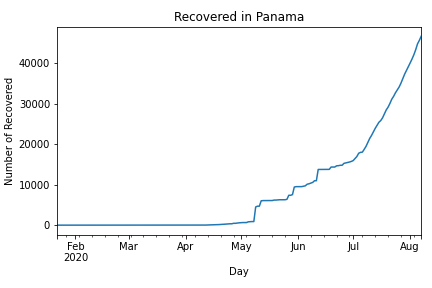 Recovered in Panama
Number of Recovered
40000
30000
20000
10000
0
Feb
2020
Mar
Apr
May
Jun
Jul
Aug
Day